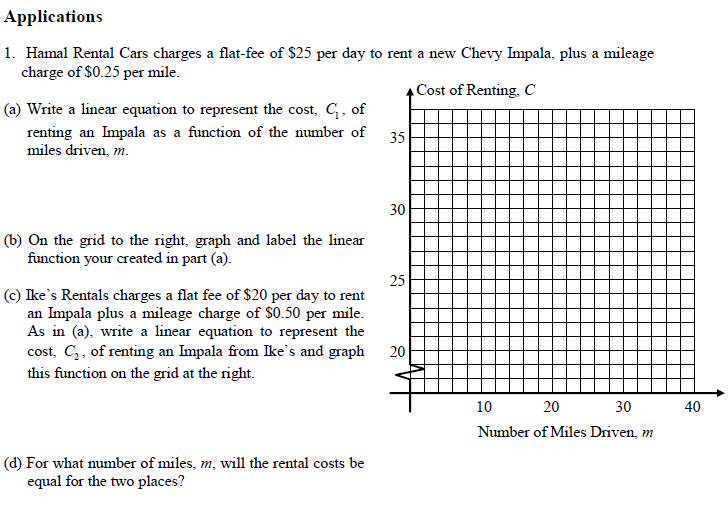 Applications
1. Hamal Rental Cars charges a flat-fee of $25 per day to rent a new Chevy Impala, plus a mileage
charge of $0.25 per mile.
(a) Write a linear equation to represent the cost, C₁, of
renting an Impala as a function of the number of
miles driven, m.
(b) On the grid to the right, graph and label the linear
function your created in part (a).
(c) Ike's Rentals charges a flat fee of $20 per day to rent
an Impala plus a mileage charge of $0.50 per mile.
As in (a), write a linear equation to represent the
cost, C₂, of renting an Impala from Ike's and graph
this function on the grid at the right.
(d) For what number of miles, m, will the rental costs be
equal for the two places?
Cost of Renting, C
35
30
25
20
10 20 30 40
Number of Miles Driven, m